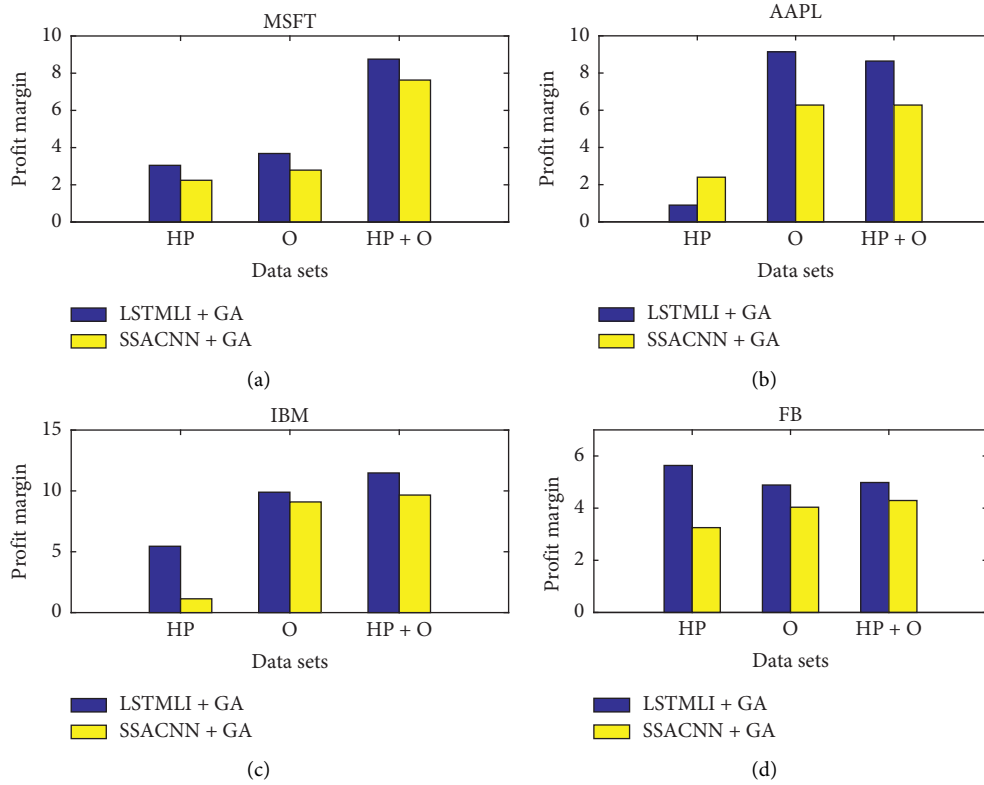 MSFT
10
8
6
4
2
0
Profit margin
HP O HP + O
Data sets
LSTMLI + GA
SSACNN + GA
(a)
AAPL
10
8
6
4
2
0
Profit margin
HP O HP + O
Data sets
LSTMLI + GA
SSACNN + GA
(b)
IBM
15
10
5
0
Profit margin
HP O HP + O
Data sets
LSTMLI + GA
SSACNN + GA
(c)
FB
6
4
2
0
Profit margin
HP O HP + O
Data sets
LSTMLI + GA
SSACNN + GA
(d)